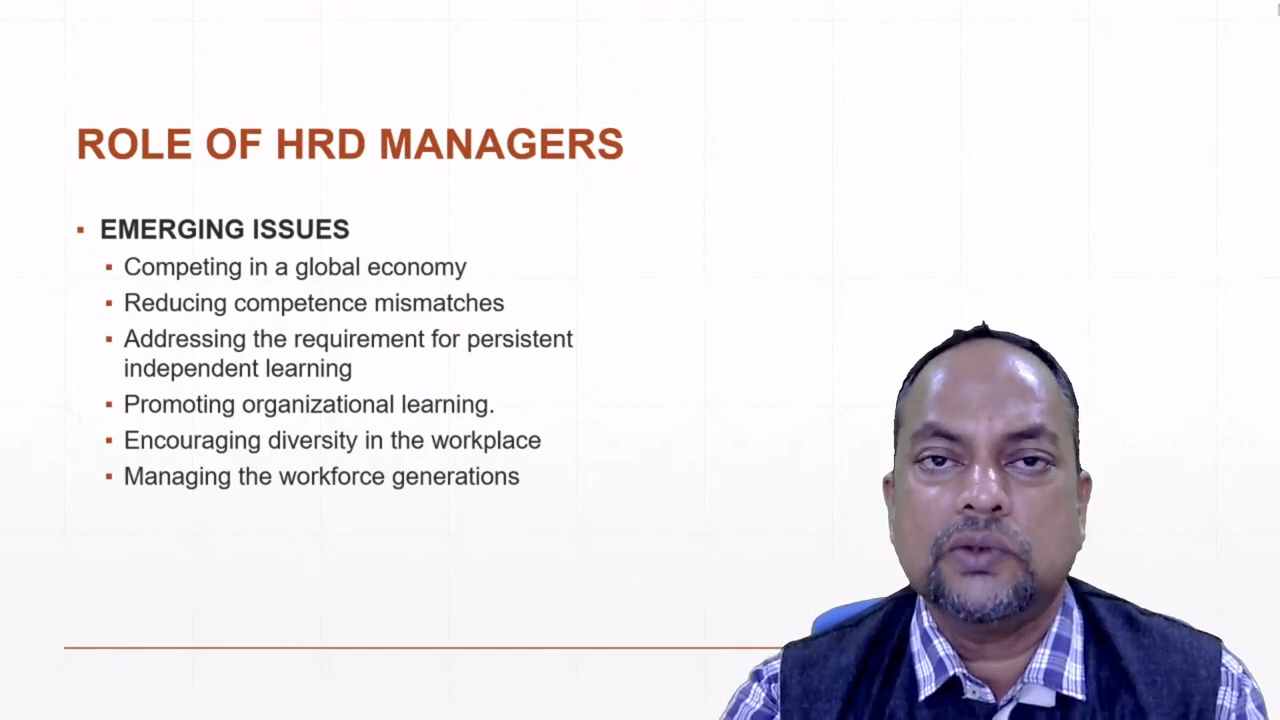 ROLE OF HRD MANAGERS
EMERGING ISSUES
Competing in a global economy
Reducing competence mismatches
Addressing the requirement for persistent
independent learning
Promoting organizational learning.
Encouraging diversity in the workplace
Managing the workforce generations